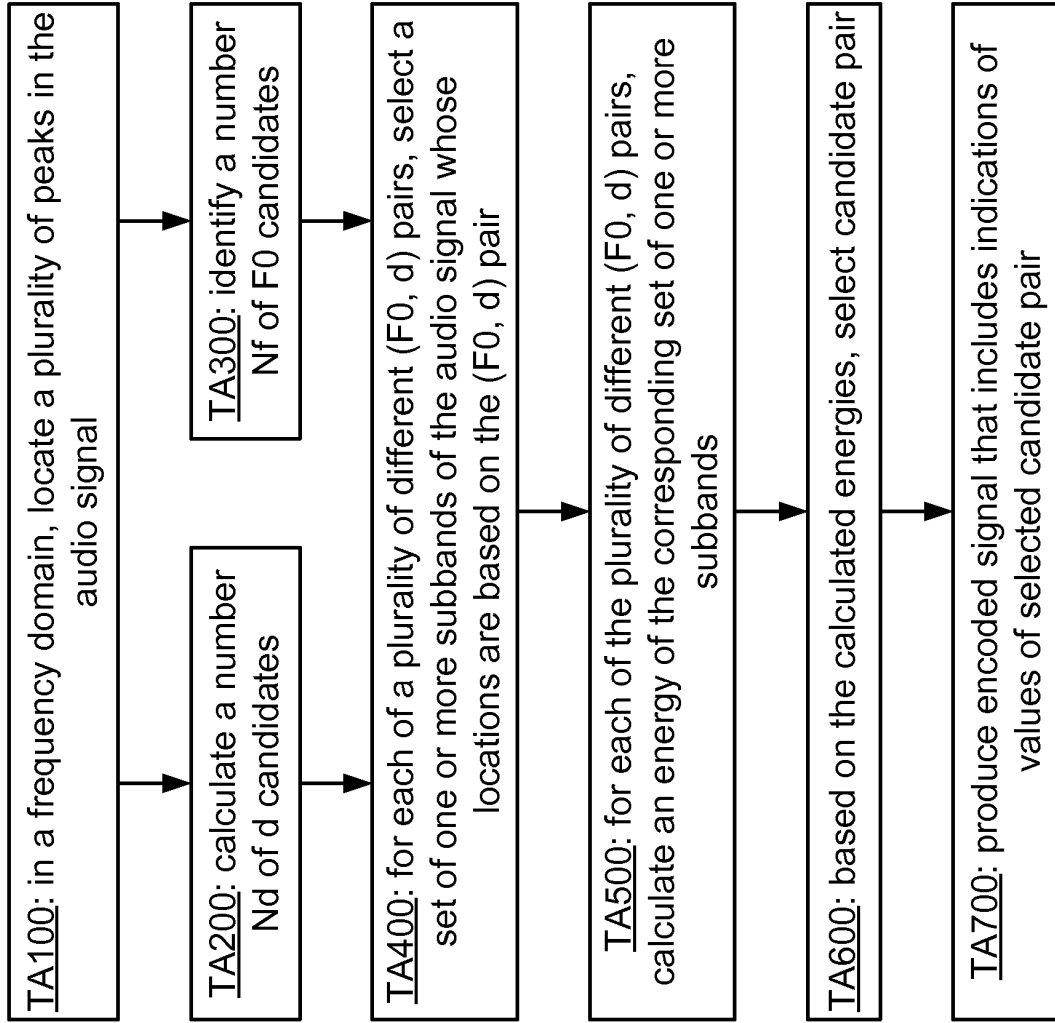 TA100: in a frequency domain, locate a plurality of peaks in the
audio signal
TA200: calculate a number
Nd of d candidates
TA300: identify a number
Nf of F0 candidates
TA400: for each of a plurality of different (F0, d) pairs, select a
set of one or more subbands of the audio signal whose
locations are based on the (F0, d) pair
TA500: for each of the plurality of different (F0, d) pairs,
calculate an energy of the corresponding set of one or more
subbands
TA600: based on the calculated energies, select candidate pair
TA700: produce encoded signal that includes indications of
values of selected candidate pair